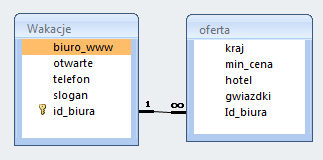 Wakacje
biuro_www
otwarte
telefon
slogan
id_biura
1
∞
oferta
kraj
min_cena
hotel
gwiazdki
Id_biura